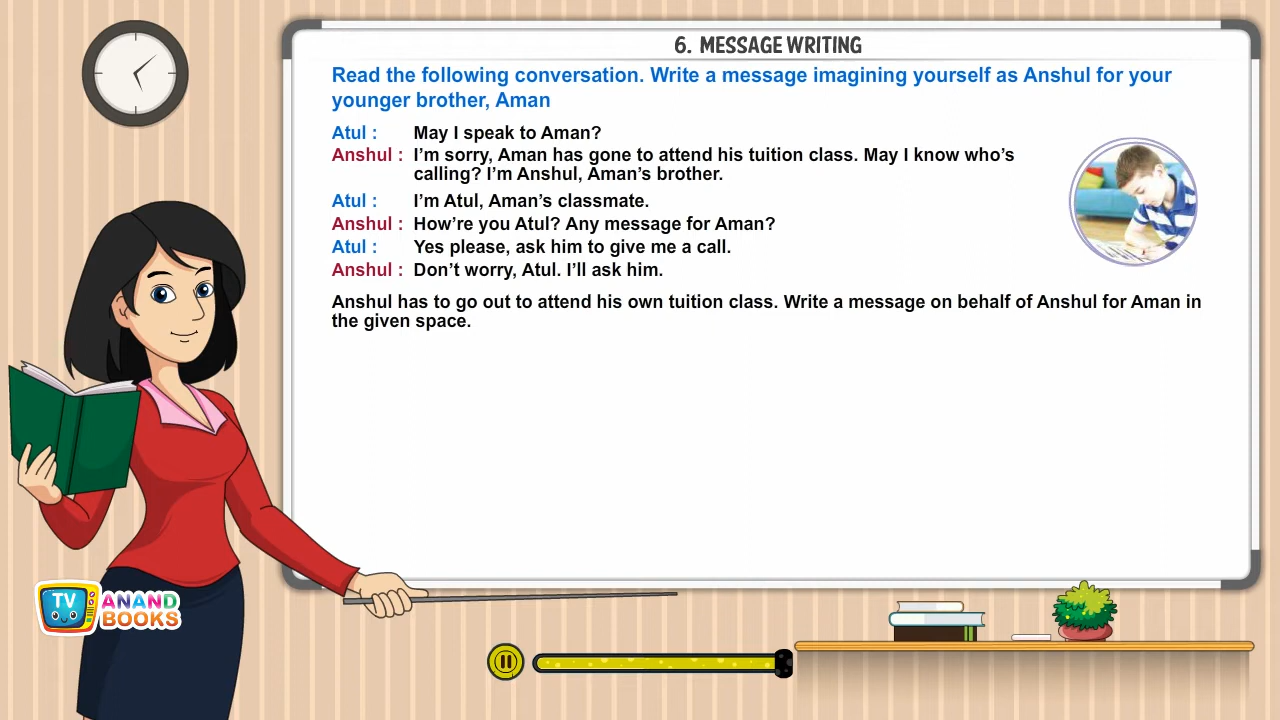 6. MESSAGE WRITING
Read the following conversation. Write a message imagining yourself as Anshul for your
younger brother, Aman
Atul : May I speak to Aman?
Anshul : I'm sorry, Aman has gone to attend his tuition class. May I know who's
calling? I'm Anshul, Aman's brother.
Atul : I'm Atul, Aman's classmate.
Anshul : How're you Atul? Any message for Aman?
Atul : Yes please, ask him to give me a call.
Anshul : Don't worry, Atul. I'll ask him.
Anshul has to go out to attend his own tuition class. Write a message on behalf of Anshul for Aman in
the given space.
TV
ANAND
BOOKS